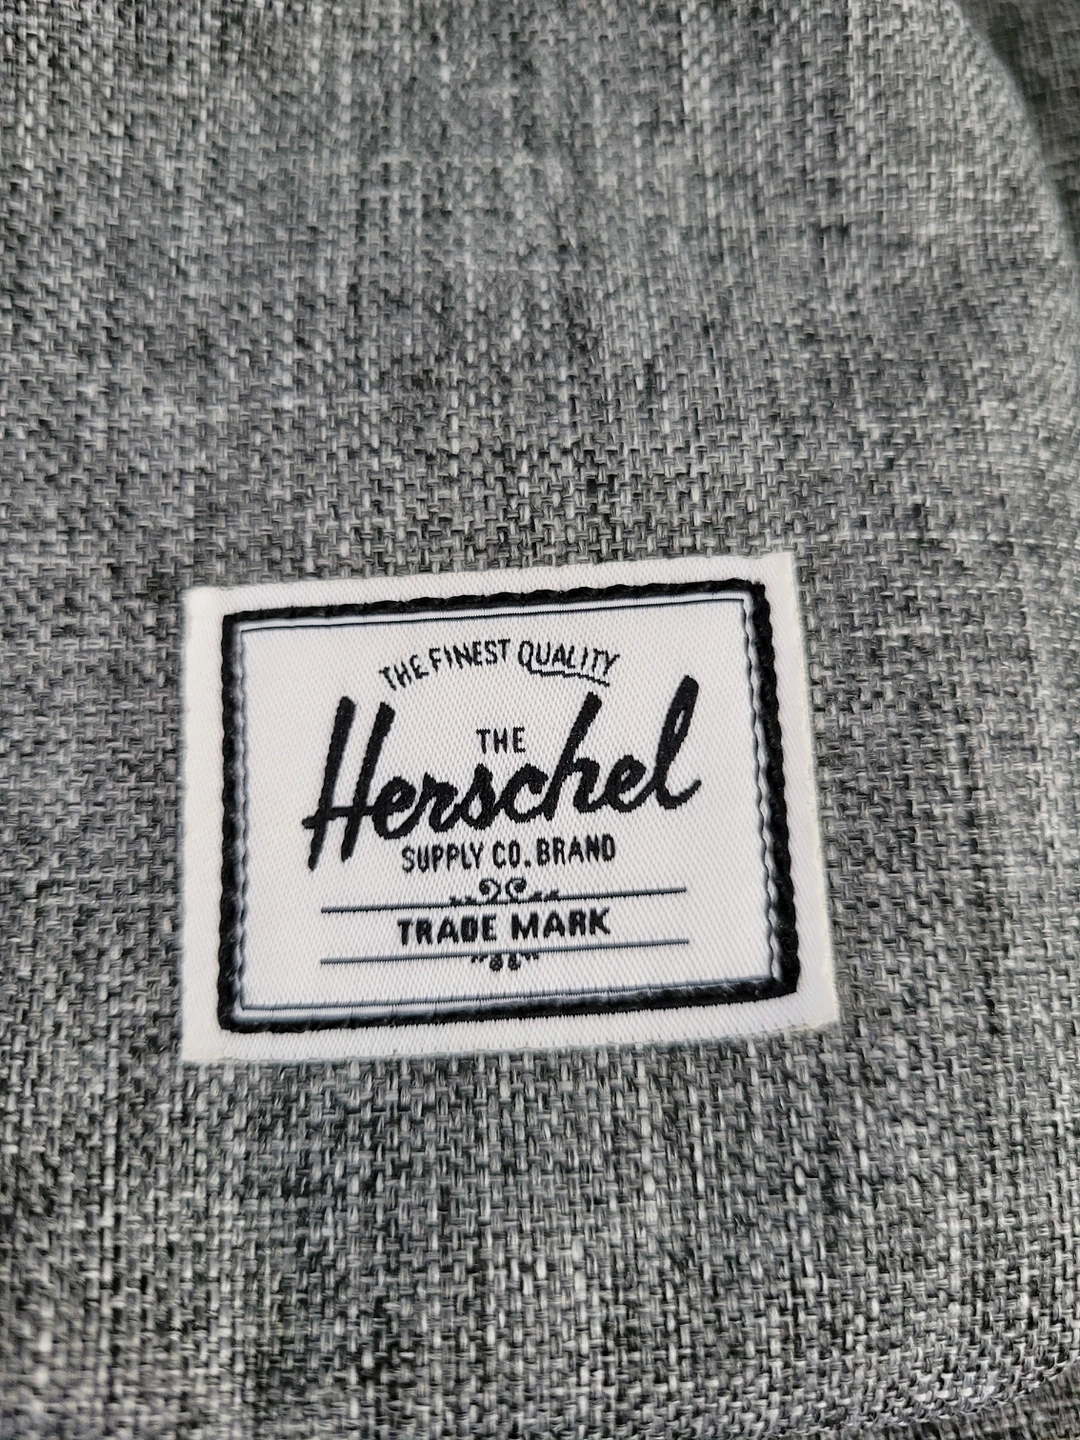 THE FINEST QUALITY
THE
Herschel
SUPPLY CO. BRAND
TRADE MARK